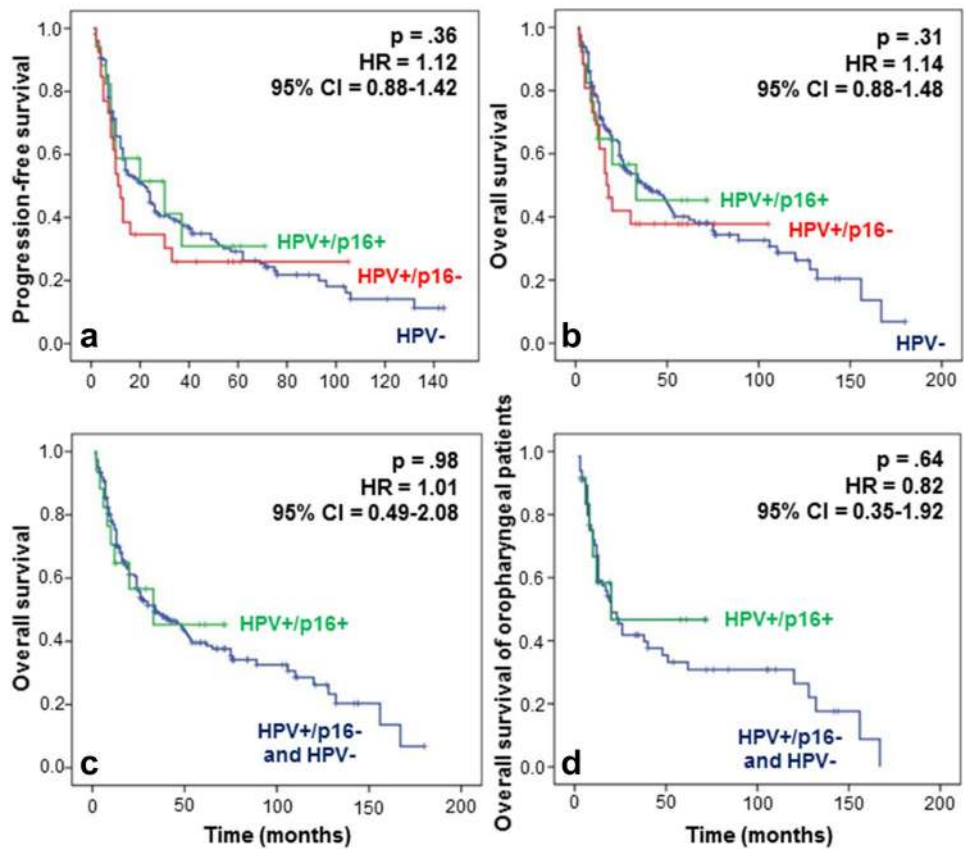 Progression-free survival
1.0
0.8
0.6
0.4
0.2
0.0
p = .36
HR = 1.12
95% CI = 0.88-1.42
HPV+/p16+
HPV+/p16-
HPV-
a
0 20 40 60 80 100 120 140
Overall survival
1.0
0.8
0.6
0.4
0.2
0.0
p = .31
HR = 1.14
95% CI = 0.88-1.48
HPV+/p16+
HPV+/p16-
HPV-
b
0 50 100 150 200
Overall survival
1.0
0.8
0.6
0.4
0.2
0.0
p = .98
HR = 1.01
95% CI = 0.49-2.08
HPV+/p16+
HPV+/p16-
and HPV-
c
0 50 100 150 200
Time (months)
Overall survival of oropharyngeal patients
1.0
0.8
0.6
0.4
0.2
0.0
p = .64
HR = 0.82
95% CI = 0.35-1.92
HPV+/p16+
HPV+/p16-
and HPV-
d
0 50 100 150 200
Time (months)